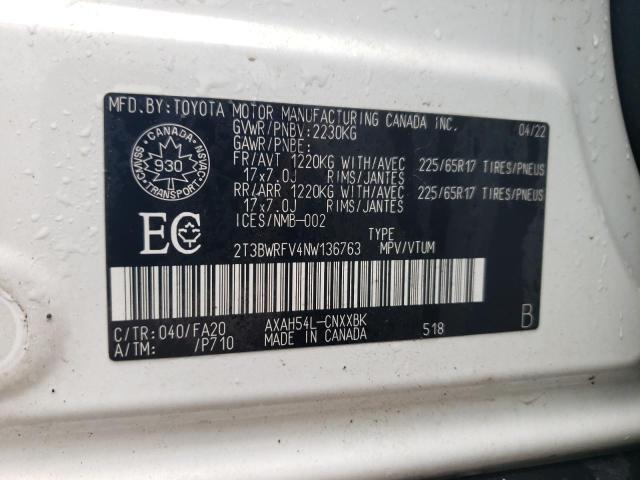 MFD.BY: TOYOTA MOTOR MANUFACTURING CANADA INC. 04/22
GVWR/PNBV: 2230KG
GAWR/PNBE:
FR/AVT 1220KG WITH/AVEC 225/65R17 TIRES/PNEUS
17x7.0J RIMS/JANTES
RR/ARR 1220KG WITH/AVEC 225/65R17 TIRES/PNEUS
17x7.0J RIMS/JANTES
ICES/NMB-002
CANADA
CMVSS NSVAC
930
TRANSPORT
EC
TYPE
2T3BWRFV4NW136763 MPV/VTUM
C/TR: 040/FA20 AXAH54L-CNXXBK 518 B
A/TM: /P710 MADE IN CANADA